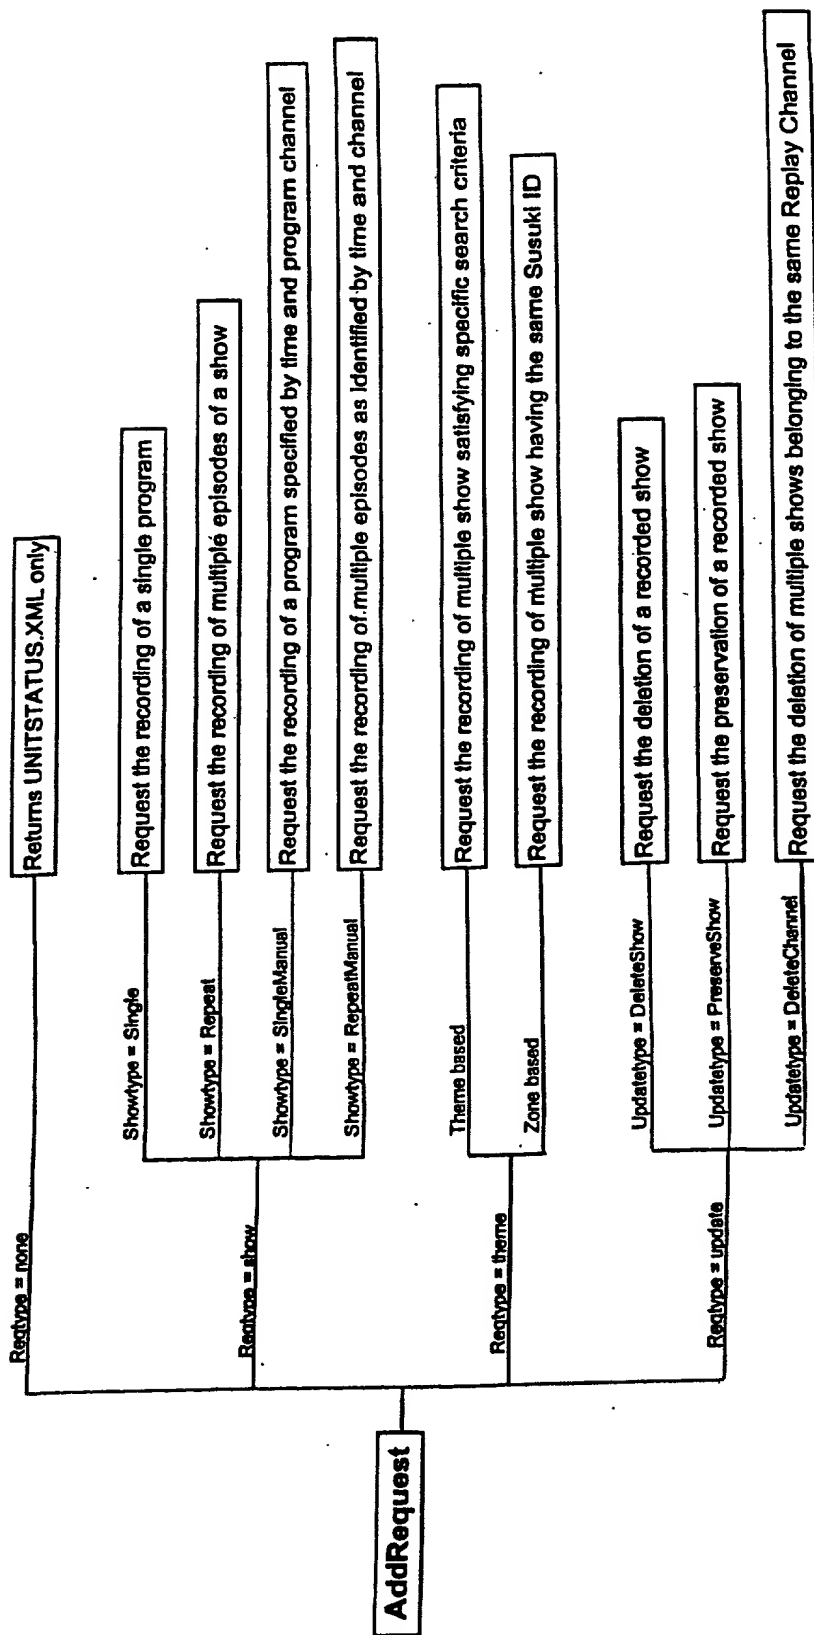 AddRequest
Reqtype = none
Returns UNITSTATUS.XML only
Reqtype = show
Showtype = Single
Request the recording of a single program
Showtype = Repeat
Request the recording of multiple episodes of a show
Showtype = SingleManual
Request the recording of a program specified by time and program channel
Showtype = RepeatManual
Request the recording of multiple episodes as identified by time and channel
Reqtype = theme
Theme based
Request the recording of multiple show satisfying specific search criteria
Zone based
Request the recording of multiple show having the same Susuki ID
Reqtype = update
Updatetype = DeleteShow
Request the deletion of a recorded show
Updatetype = PreserveShow
Request the preservation of a recorded show
Updatetype = DeleteChannel
Request the deletion of multiple shows belonging to the same Replay Channel